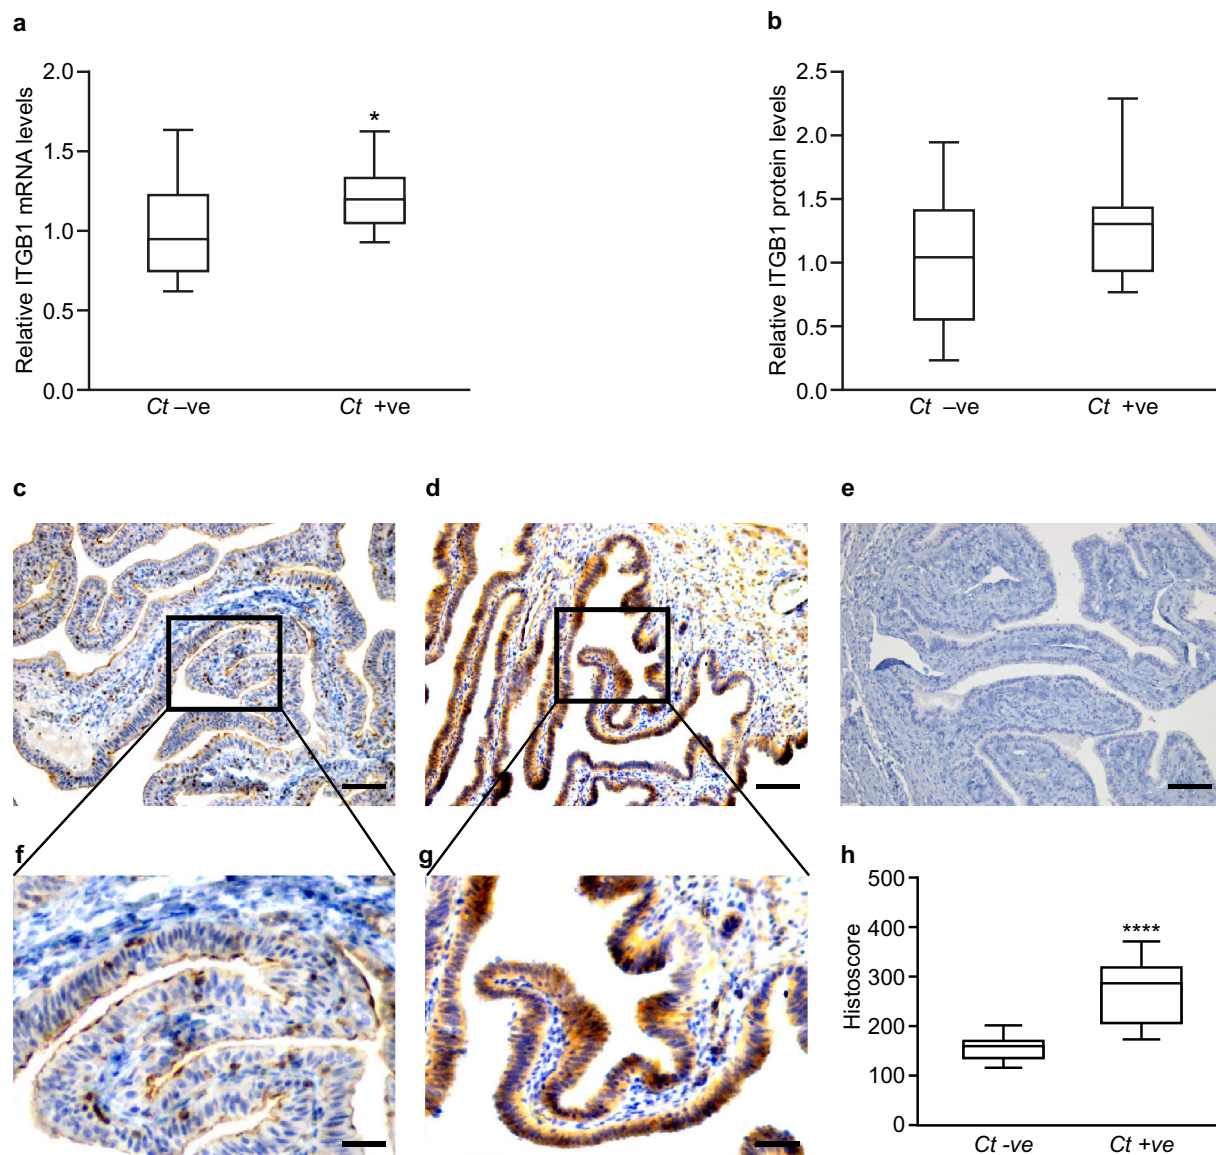 a
Relative ITGB1 mRNA levels
2.0
1.5
1.0
0.5
0.0
*
Ct –ve
Ct +ve
b
Relative ITGB1 protein levels
2.5
2.0
1.5
1.0
0.5
0.0
Ct –ve
Ct +ve
c
d
e
f
g
h
Histoscore
500
400
300
200
100
0
****
Ct -ve
Ct +ve